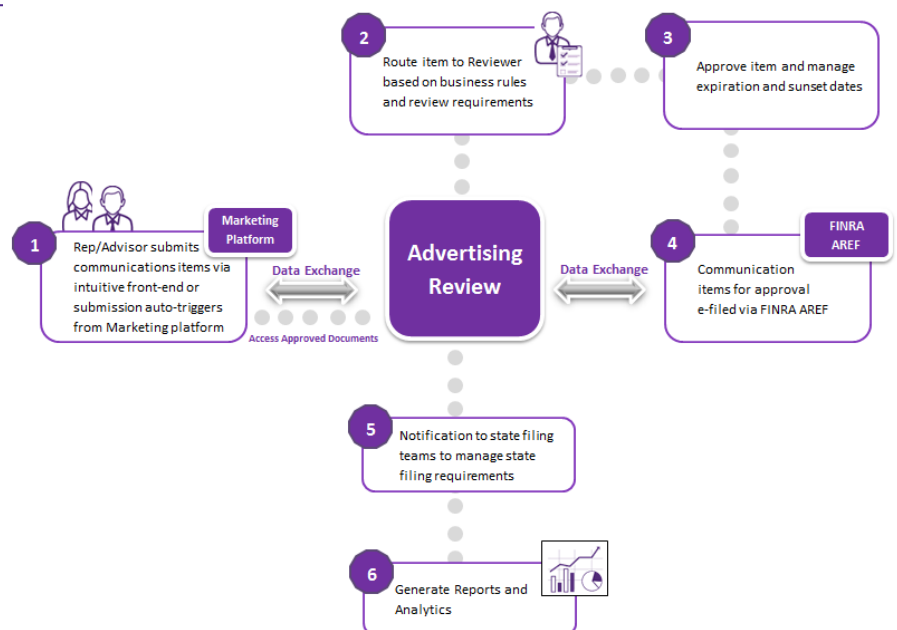 2
Route item to Reviewer
based on business rules
and review requirements
3
Approve item and manage
expiration and sunset dates
1
Marketing
Platform
Rep/Advisor submits
communications items via
intuitive front-end or
submission auto-triggers
from Marketing platform
Data Exchange
Access Approved Documents
Advertising
Review
Data Exchange
4
FINRA
AREF
Communication
items for approval
e-filed via FINRA AREF
5
Notification to state filing
teams to manage state
filing requirements
6
Generate Reports and
Analytics